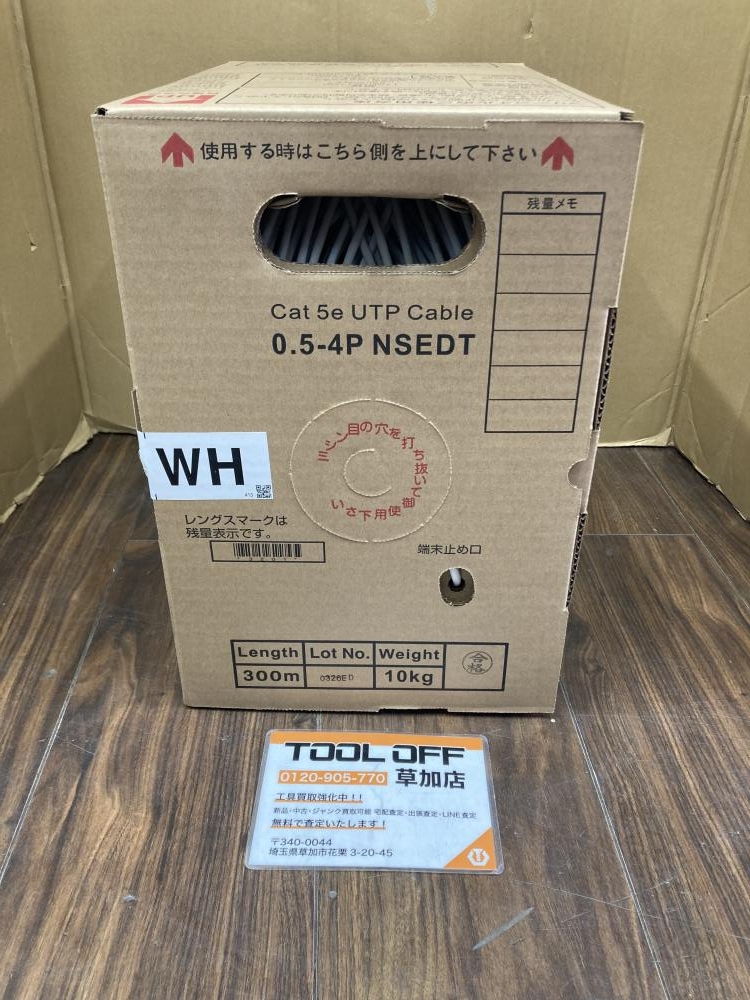 使用する時はこちら側を上にして下さい
残量メモ
Cat 5e UTP Cable
0.5-4P NSEDT
ミシン目の穴を打ち抜いて御使用下さい
WH
レングスマークは
残量表示です。
端末止め口
Length Lot No. Weight
300m 0326ED 10kg
合格
TOOL OFF
0120-905-770 草加店
工具買取強化中！！
新品・中古・ジャンク買取可能 宅配査定・出張査定・LINE査定
無料で査定いたします！
〒340-0044
埼玉県草加市花栗 3-20-45